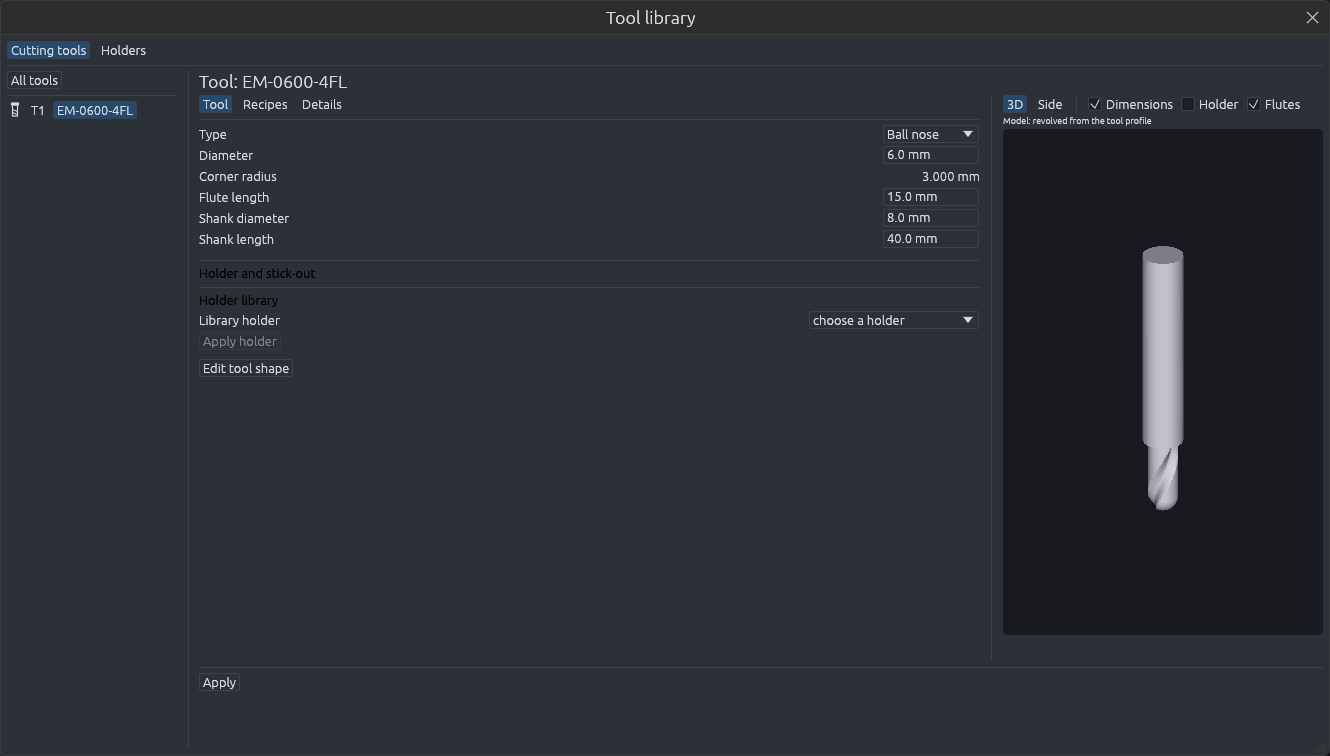 Tool library
Cutting tools Holders
All tools
T1 EM-0600-4FL
Tool: EM-0600-4FL
Tool Recipes Details
Type Ball nose
Diameter 6.0 mm
Corner radius 3.000 mm
Flute length 15.0 mm
Shank diameter 8.0 mm
Shank length 40.0 mm
Holder and stick-out
Holder library
Library holder choose a holder
Apply holder
Edit tool shape
3D Side Dimensions Holder Flutes
Model: revolved from the tool profile
Apply